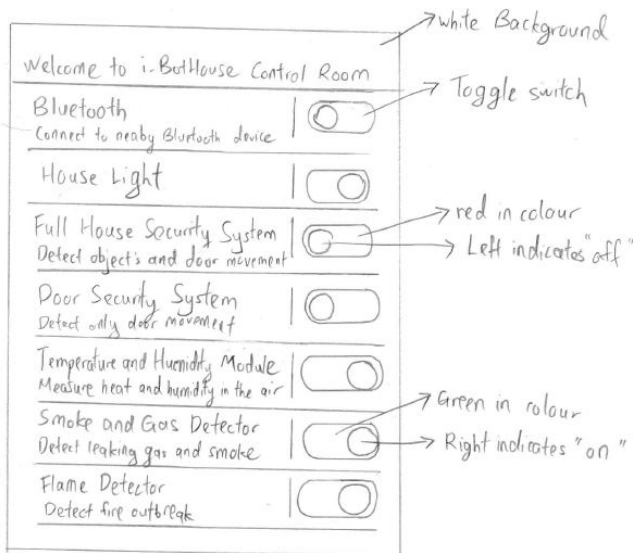 white Background
Welcome to i-BotHouse Control Room
Toggle switch
Bluetooth
Connect to neaby Bluetooth device
House Light
red in colour
Full House Security System
Left indicates "off"
Detect object's and door movement
Door Security System
Detect only door movement
Temperature and Humidity Module
Measure heat and humidity in the air
Green in colour
Smoke and Gas Detector
Right indicates "on"
Detect leaking gas and smoke
Flame Detector
Detect fire outbreak